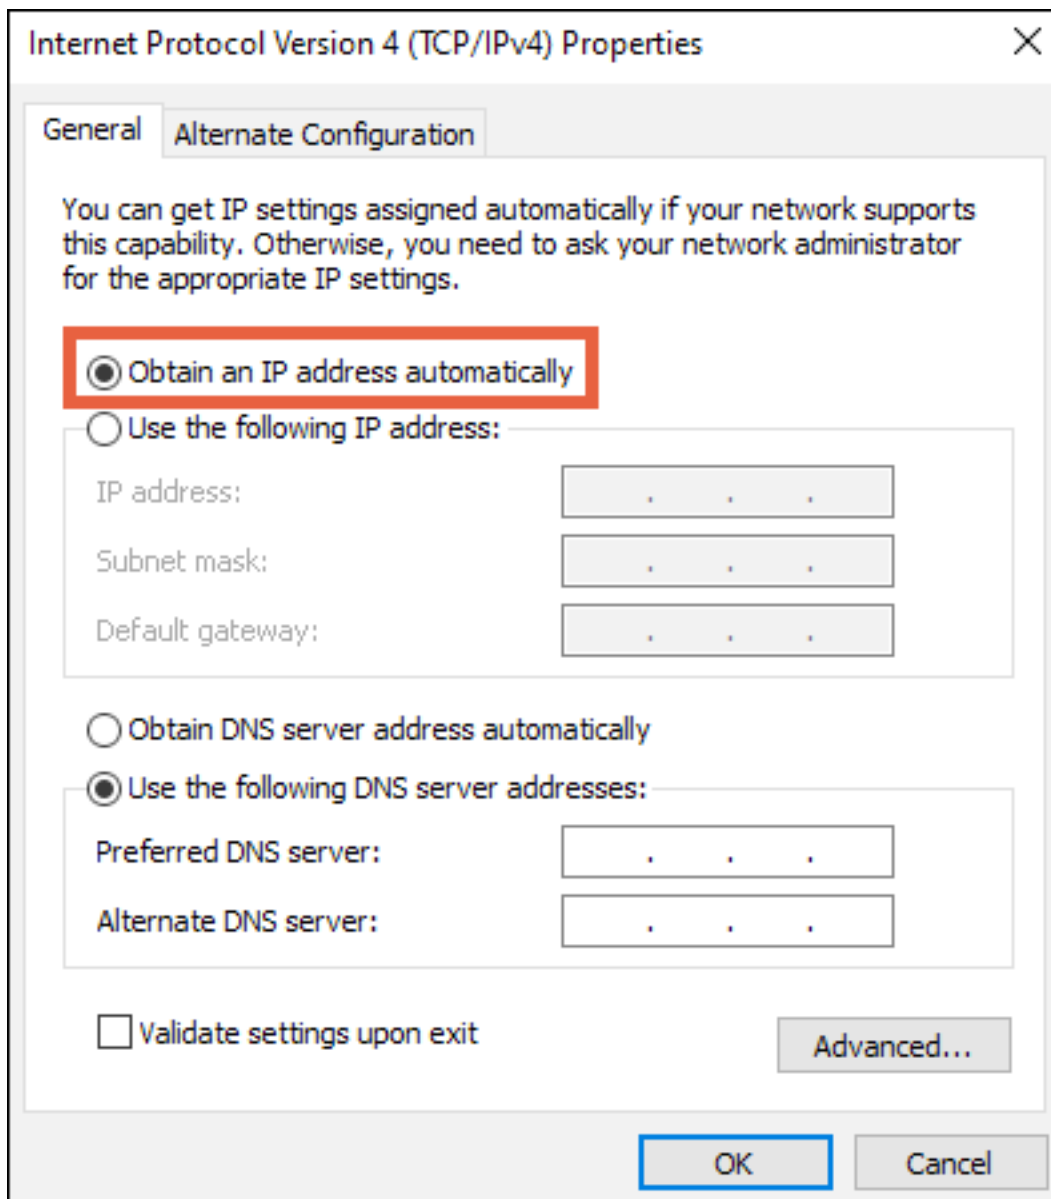 Internet Protocol Version 4 (TCP/IPv4) Properties
General
Alternate Configuration
You can get IP settings assigned automatically if your network supports
this capability. Otherwise, you need to ask your network administrator
for the appropriate IP settings.
Obtain an IP address automatically
Use the following IP address:
IP address:
Subnet mask:
Default gateway:
Obtain DNS server address automatically
Use the following DNS server addresses:
Preferred DNS server:
Alternate DNS server:
Validate settings upon exit
Advanced...
OK
Cancel